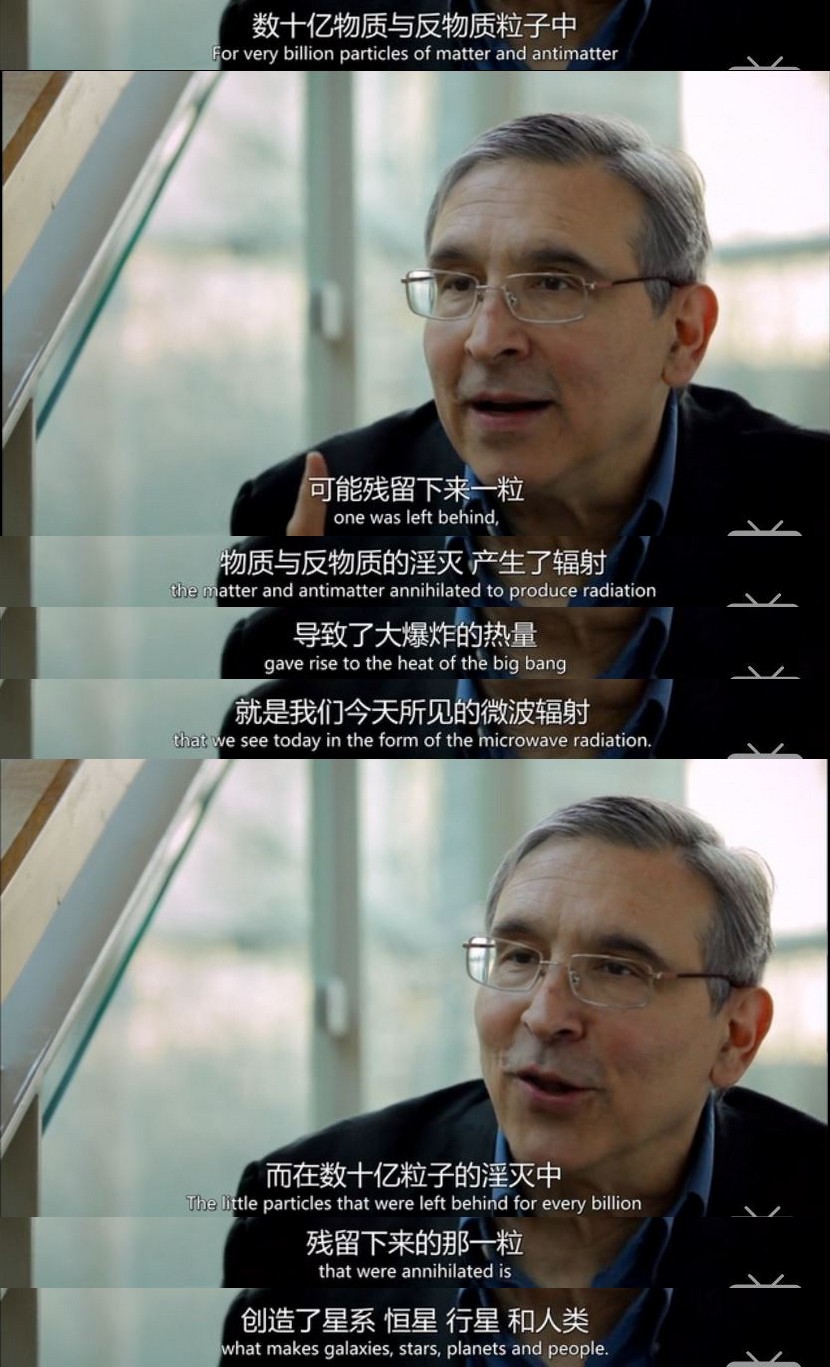 数十亿物质与反物质粒子中
For very billion particles of matter and antimatter
可能残留下来一粒
one was left behind,
物质与反物质的淫灭 产生了辐射
the matter and antimatter annihilated to produce radiation
导致了大爆炸的热量
gave rise to the heat of the big bang
就是我们今天所见的微波辐射
that we see today in the form of the microwave radiation.
而在数十亿粒子的淫灭中
The little particles that were left behind for every billion
残留下来的那一粒
that were annihilated is
创造了星系 恒星 行星 和人类
what makes galaxies, stars, planets and people.